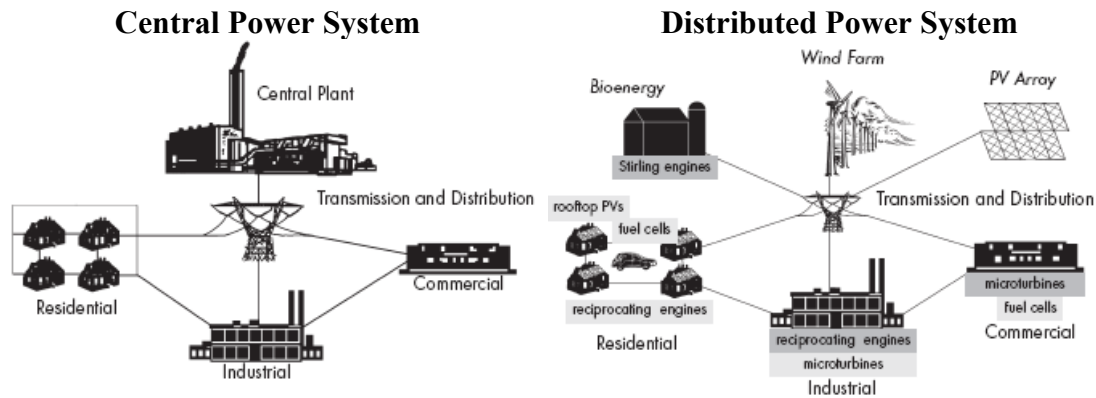 Central Power System
Central Plant
Transmission and Distribution
Residential
Commercial
Industrial
Distributed Power System
Wind Farm
Bioenergy
PV Array
Stirling engines
Transmission and Distribution
rooftop PVs
fuel cells
reciprocating engines
Residential
microturbines
fuel cells
Commercial
reciprocating engines
microturbines
Industrial